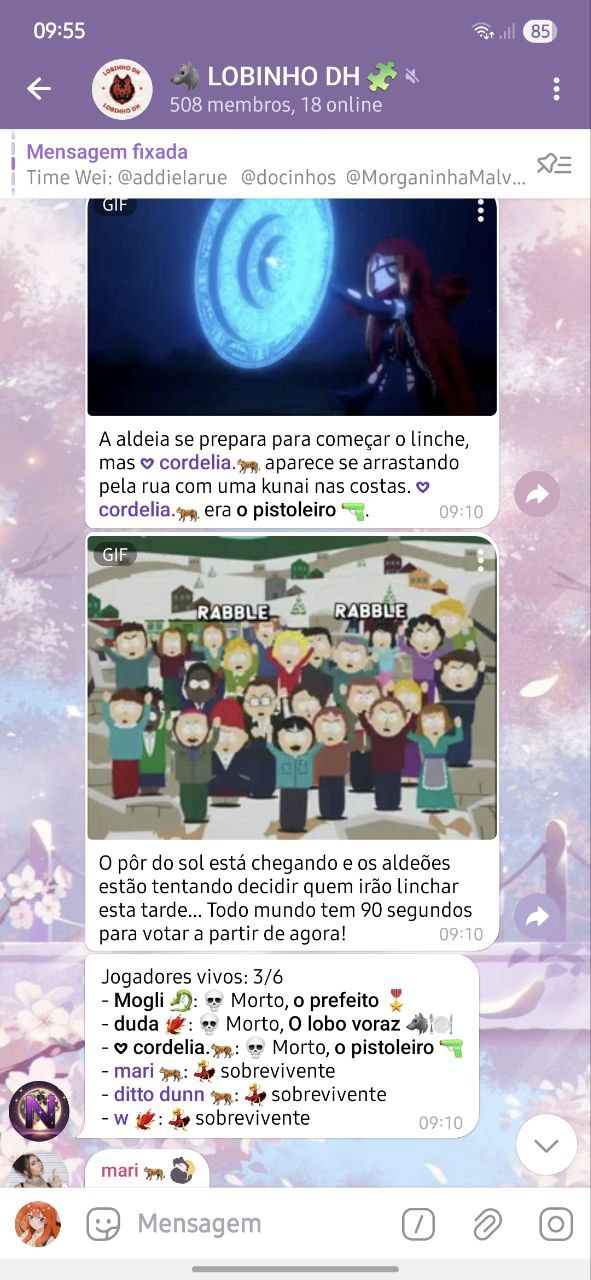 09:55
85
LOBINHO DH
LOBINHO DH
🐺 LOBINHO DH 🧩
508 membros, 18 online
Mensagem fixada
Time Wei: @addielarue @docinhos @MorganinhaMalv...
GIF
A aldeia se prepara para começar o linche,
mas ♥ cordelia.🐅 aparece se arrastando
pela rua com uma kunai nas costas. ♥
cordelia.🐅 era o pistoleiro 🔫.
09:10
GIF
RABBLE RABBLE
O pôr do sol está chegando e os aldeões
estão tentando decidir quem irão linchar
esta tarde... Todo mundo tem 90 segundos
para votar a partir de agora!
09:10
Jogadores vivos: 3/6
- Mogli 🐉: 💀 Morto, o prefeito 🎖
- duda 🐦‍🔥: 💀 Morto, O lobo voraz 🐺🍽
- ♥ cordelia.🐅: 💀 Morto, o pistoleiro 🔫
- mari 🐅: 💃 sobrevivente
- ditto dunn 🐅: 💃 sobrevivente
- w 🐦‍🔥: 💃 sobrevivente
09:10
N
mari 🐅
Mensagem